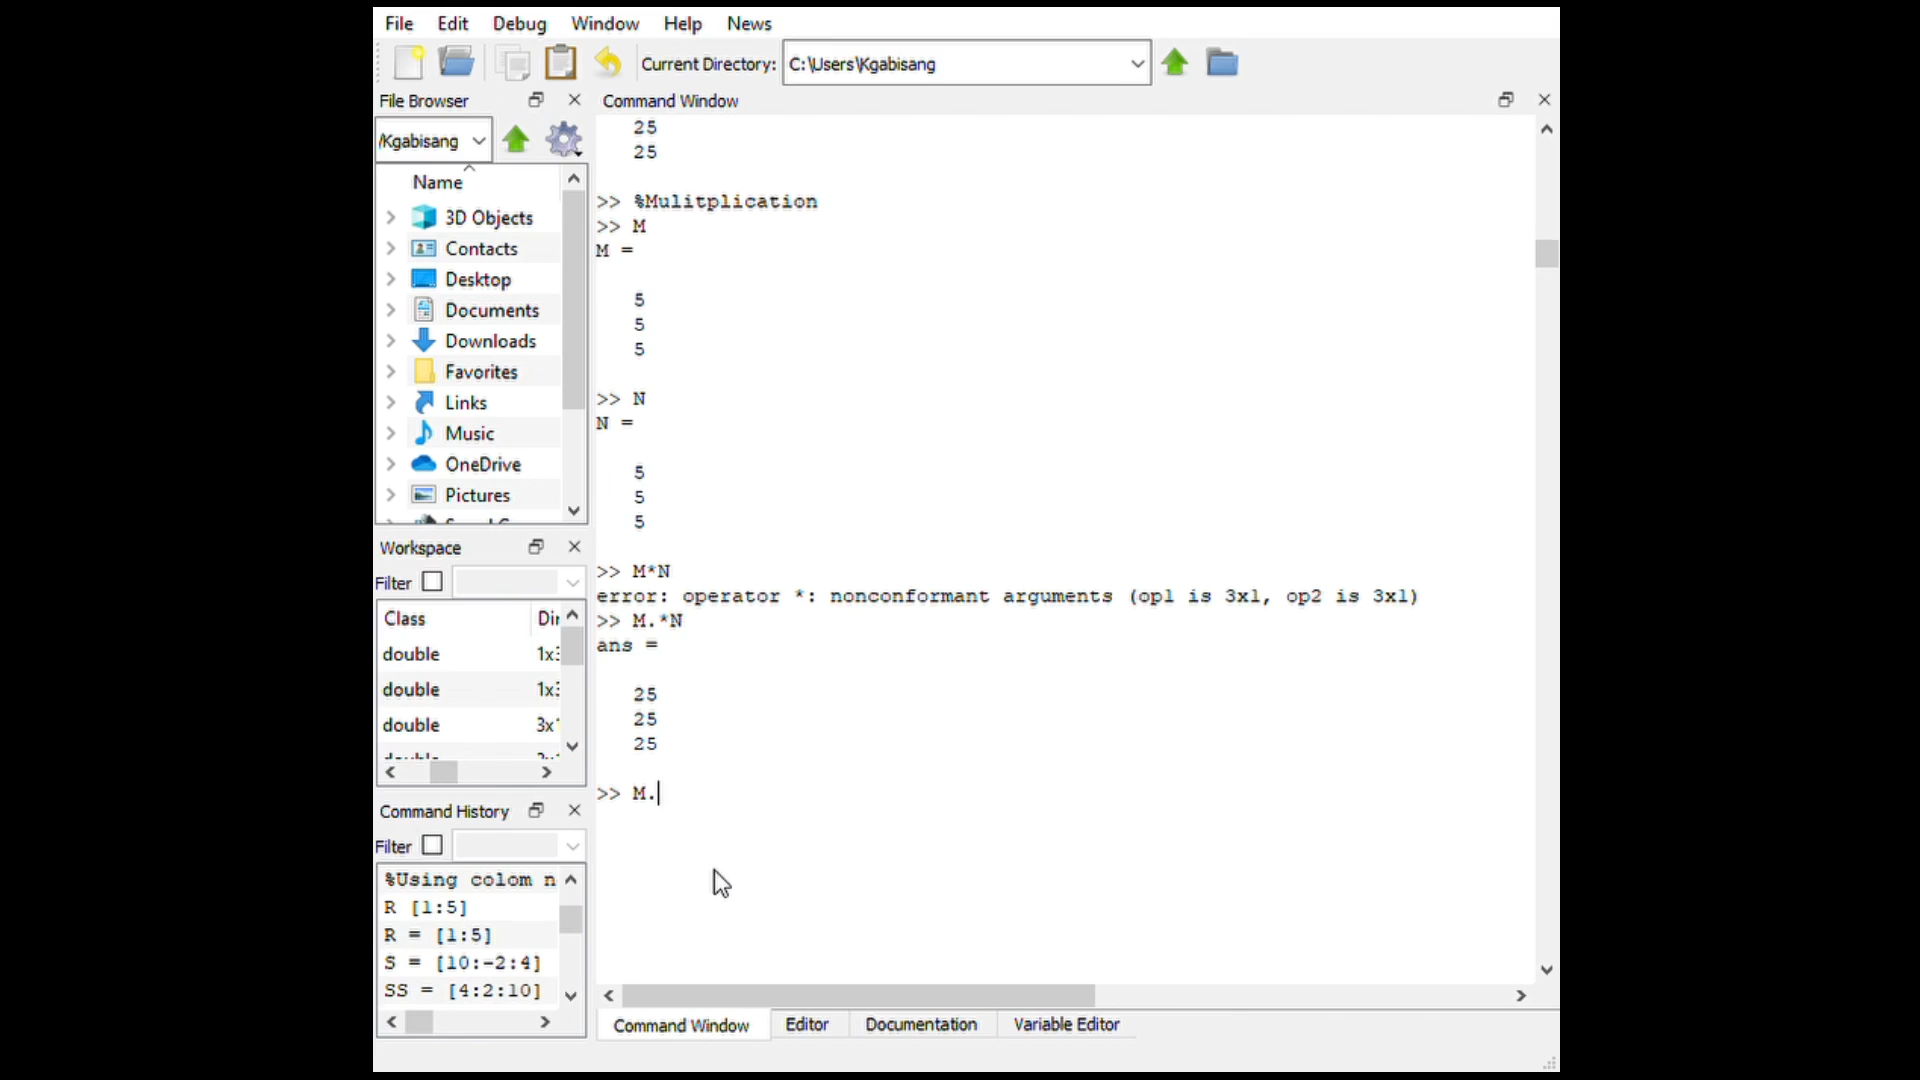 File Edit Debug Window Help News
Current Directory: C:\Users\Kgabisang
File Browser
/Kgabisang
Name
3D Objects
Contacts
Desktop
Documents
Downloads
Favorites
Links
Music
OneDrive
Pictures
Workspace
Filter
Class
double 1x
double 1x
double 3x
Command History
Filter
%Using colom n
R [1:5]
R = [1:5]
S = [10:-2:4]
SS = [4:2:10]
Command Window
25
25
>> %Mulitplication
>> M
M =
5
5
5
>> N
N =
5
5
5
>> M*N
error: operator *: nonconformant arguments (op1 is 3x1, op2 is 3x1)
>> M.*N
ans =
25
25
25
>> M.
Command Window Editor Documentation Variable Editor